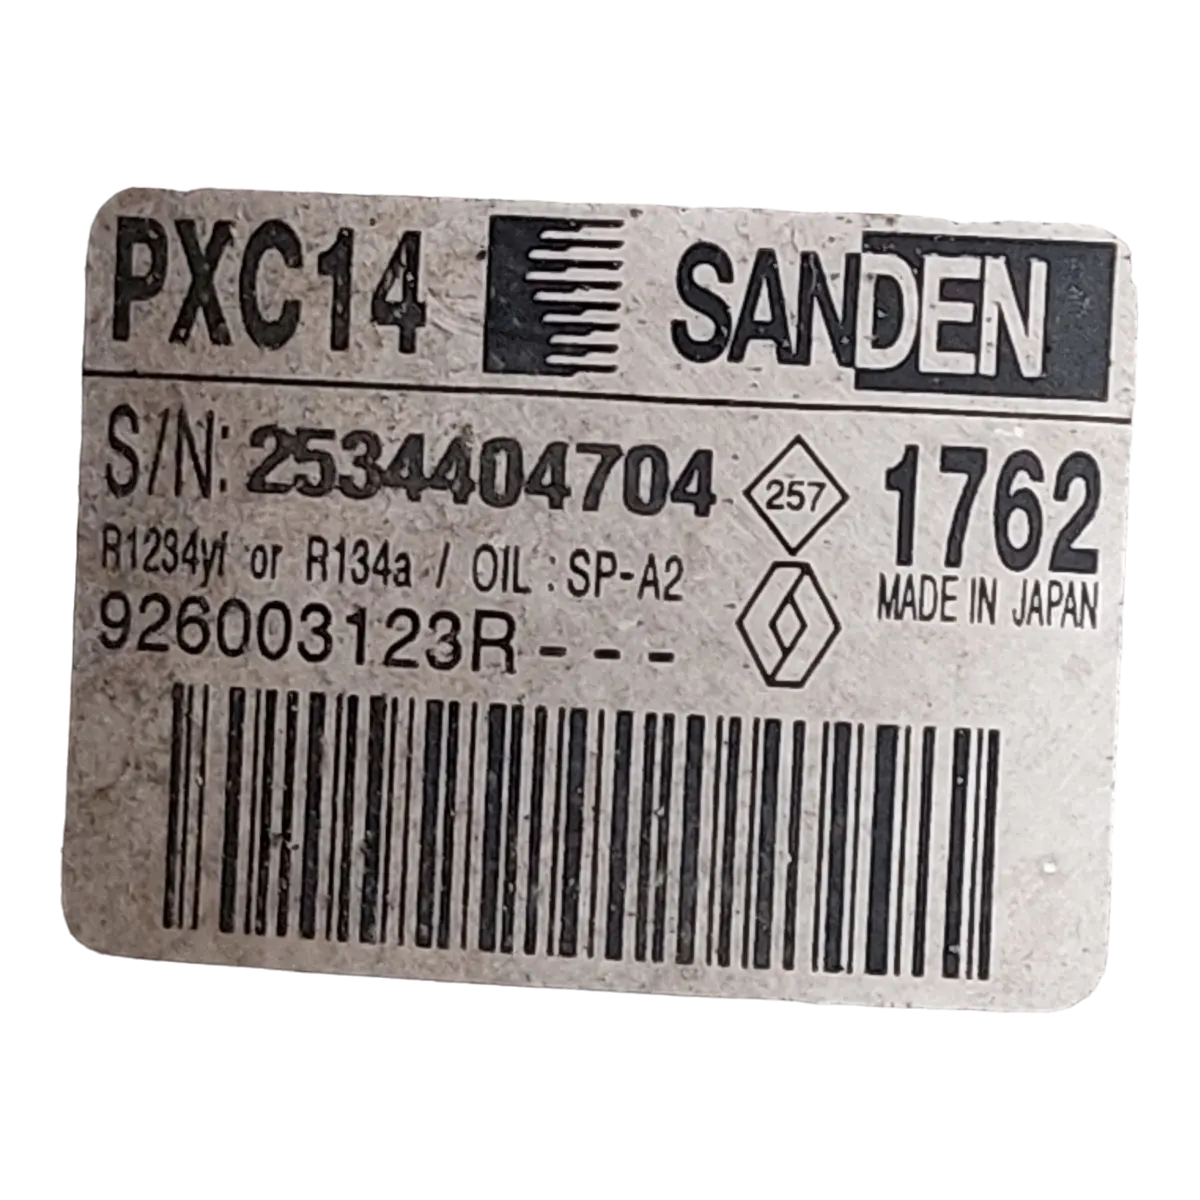 PXC14 SANDEN
S/N: 2534404704 257 1762
R1234yf or R134a / OIL : SP-A2 MADE IN JAPAN
926003123R - - -